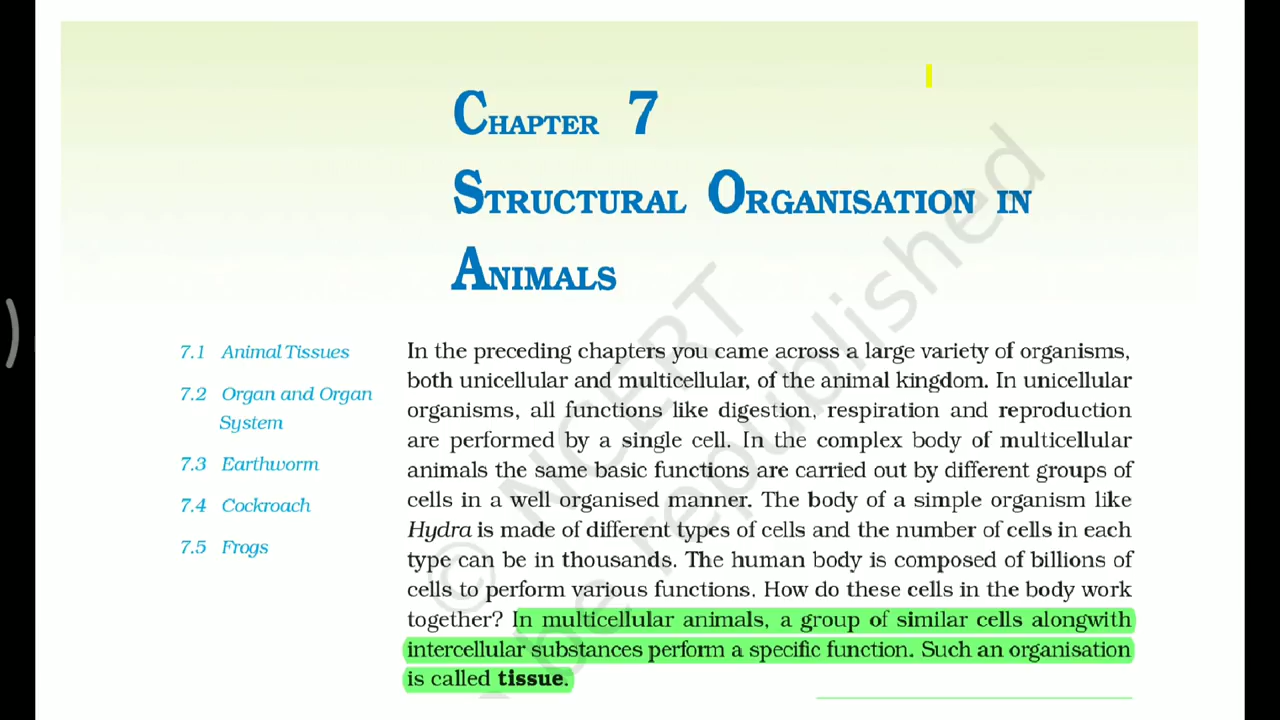 CHAPTER 7
STRUCTURAL ORGANISATION IN
ANIMALS
7.1 Animal Tissues
7.2 Organ and Organ
System
7.3 Earthworm
7.4 Cockroach
7.5 Frogs
In the preceding chapters you came across a large variety of organisms,
both unicellular and multicellular, of the animal kingdom. In unicellular
organisms, all functions like digestion, respiration and reproduction
are performed by a single cell. In the complex body of multicellular
animals the same basic functions are carried out by different groups of
cells in a well organised manner. The body of a simple organism like
Hydra is made of different types of cells and the number of cells in each
type can be in thousands. The human body is composed of billions of
cells to perform various functions. How do these cells in the body work
together? In multicellular animals, a group of similar cells alongwith
intercellular substances perform a specific function. Such an organisation
is called tissue.
© NCERT
be republished